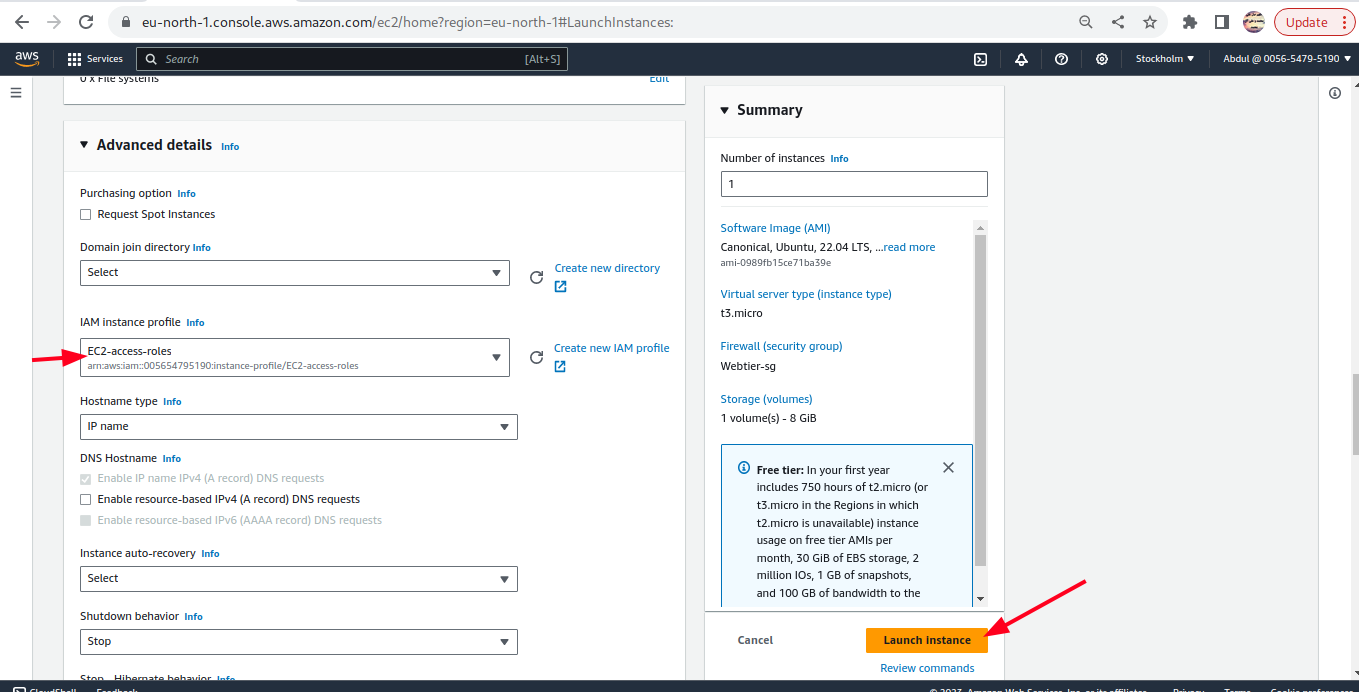 eu-north-1.console.aws.amazon.com/ec2/home?region=eu-north-1#LaunchInstances:
Update
aws
Services
Search
[Alt+S]
Stockholm
Abdul @ 0056-5479-5190
0 x File systems
Edit
Advanced details Info
Purchasing option Info
Request Spot Instances
Domain join directory Info
Select
Create new directory
IAM instance profile Info
EC2-access-roles
arn:aws:iam::005654795190:instance-profile/EC2-access-roles
Create new IAM profile
Hostname type Info
IP name
DNS Hostname Info
Enable IP name IPv4 (A record) DNS requests
Enable resource-based IPv4 (A record) DNS requests
Enable resource-based IPv6 (AAAA record) DNS requests
Instance auto-recovery Info
Select
Shutdown behavior Info
Stop
Stop - Hibernate behavior Info
Summary
Number of instances Info
1
Software Image (AMI)
Canonical, Ubuntu, 22.04 LTS, ...read more
ami-0989fb15ce71ba39e
Virtual server type (instance type)
t3.micro
Firewall (security group)
Webtier-sg
Storage (volumes)
1 volume(s) - 8 GiB
Free tier: In your first year
includes 750 hours of t2.micro (or
t3.micro in the Regions in which
t2.micro is unavailable) instance
usage on free tier AMIs per
month, 30 GiB of EBS storage, 2
million IOs, 1 GB of snapshots,
and 100 GB of bandwidth to the
Cancel
Launch instance
Review commands
CloudShell
Feedback
© 2023, Amazon Web Services, Inc. or its affiliates.
Privacy
Terms
Cookie preferences